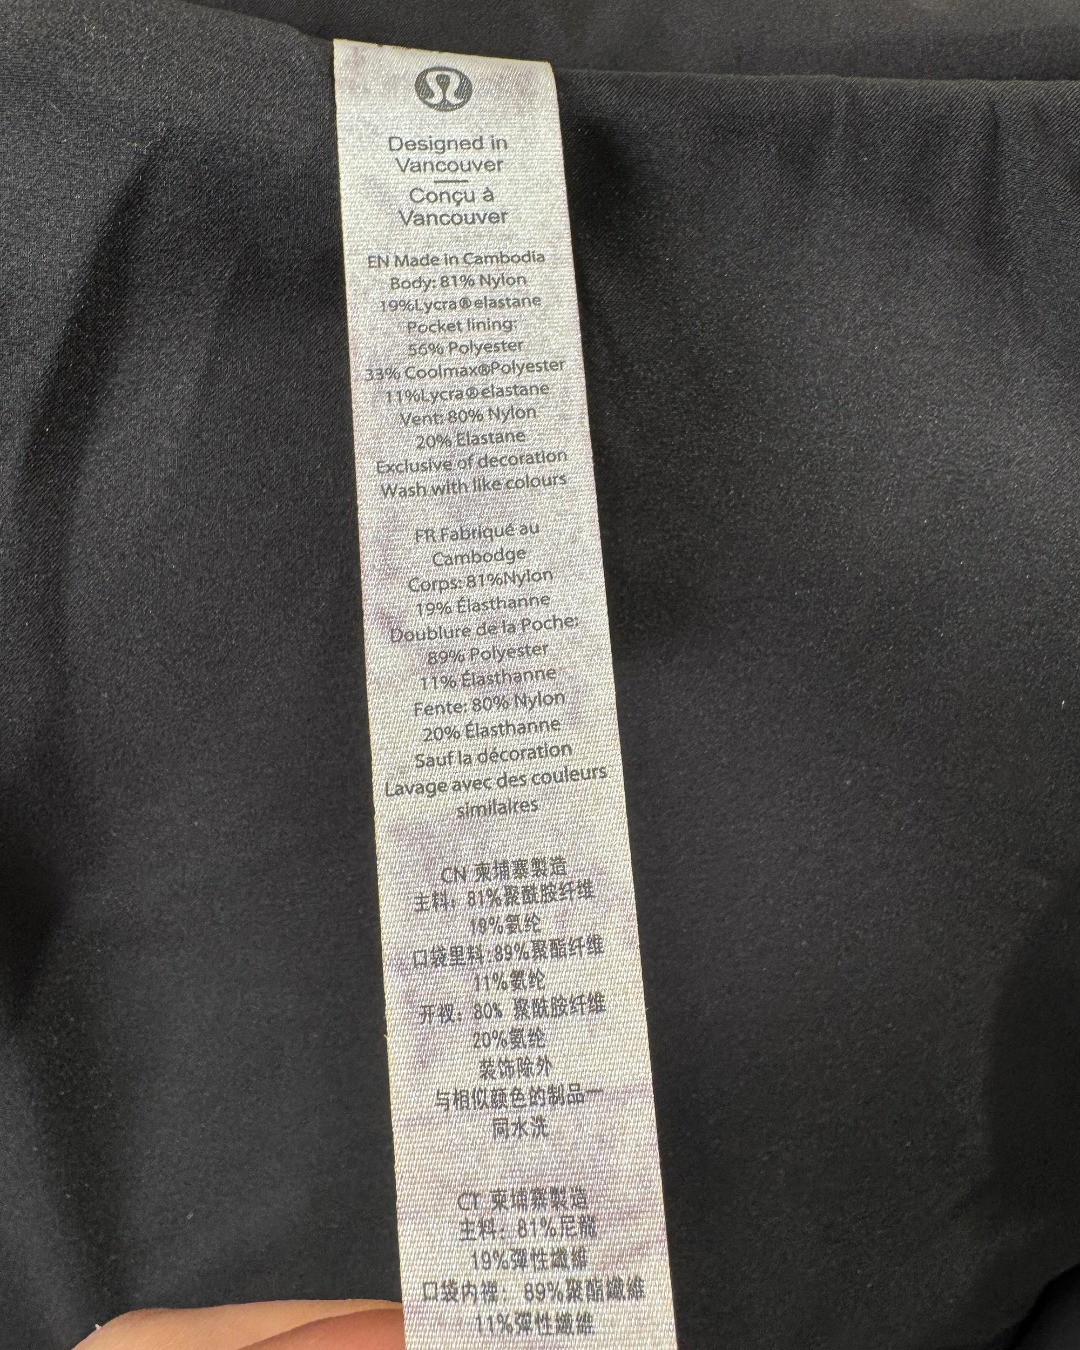 Designed in
Vancouver
Conçu à
Vancouver
EN Made in Cambodia
Body: 81% Nylon
19%Lycra®elastane
Pocket lining:
56% Polyester
33% Coolmax®Polyester
11%Lycra®elastane
Vent: 80% Nylon
20% Elastane
Exclusive of decoration
Wash with like colours
FR Fabriqué au
Cambodge
Corps: 81%Nylon
19% Élasthanne
Doublure de la Poche:
89% Polyester
11% Élasthanne
Fente: 80% Nylon
20% Élasthanne
Sauf la décoration
Lavage avec des couleurs
similaires
CN 柬埔寨製造
主料: 81%聚酰胺纤维
19%氨纶
口袋里料:89%聚酯纤维
11%氨纶
开衩: 80% 聚酰胺纤维
20%氨纶
装饰除外
与相似颜色的制品一
同水洗
CT 柬埔寨製造
主料: 81%尼龍
19%彈性纖維
口袋内裡: 89%聚酯纖維
11%彈性纖維